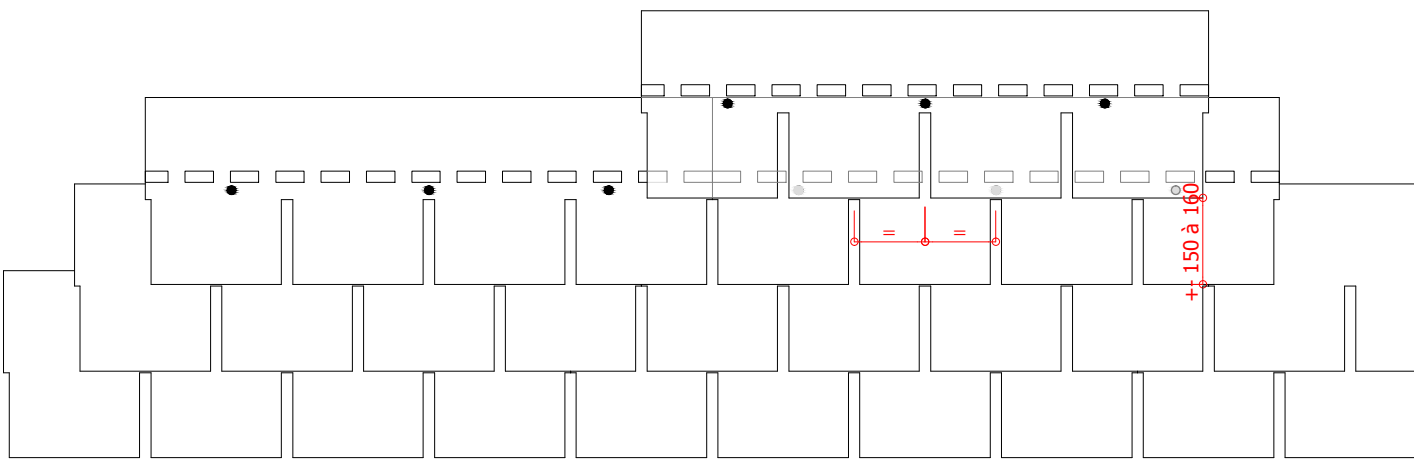 = =
+- 150 à 160